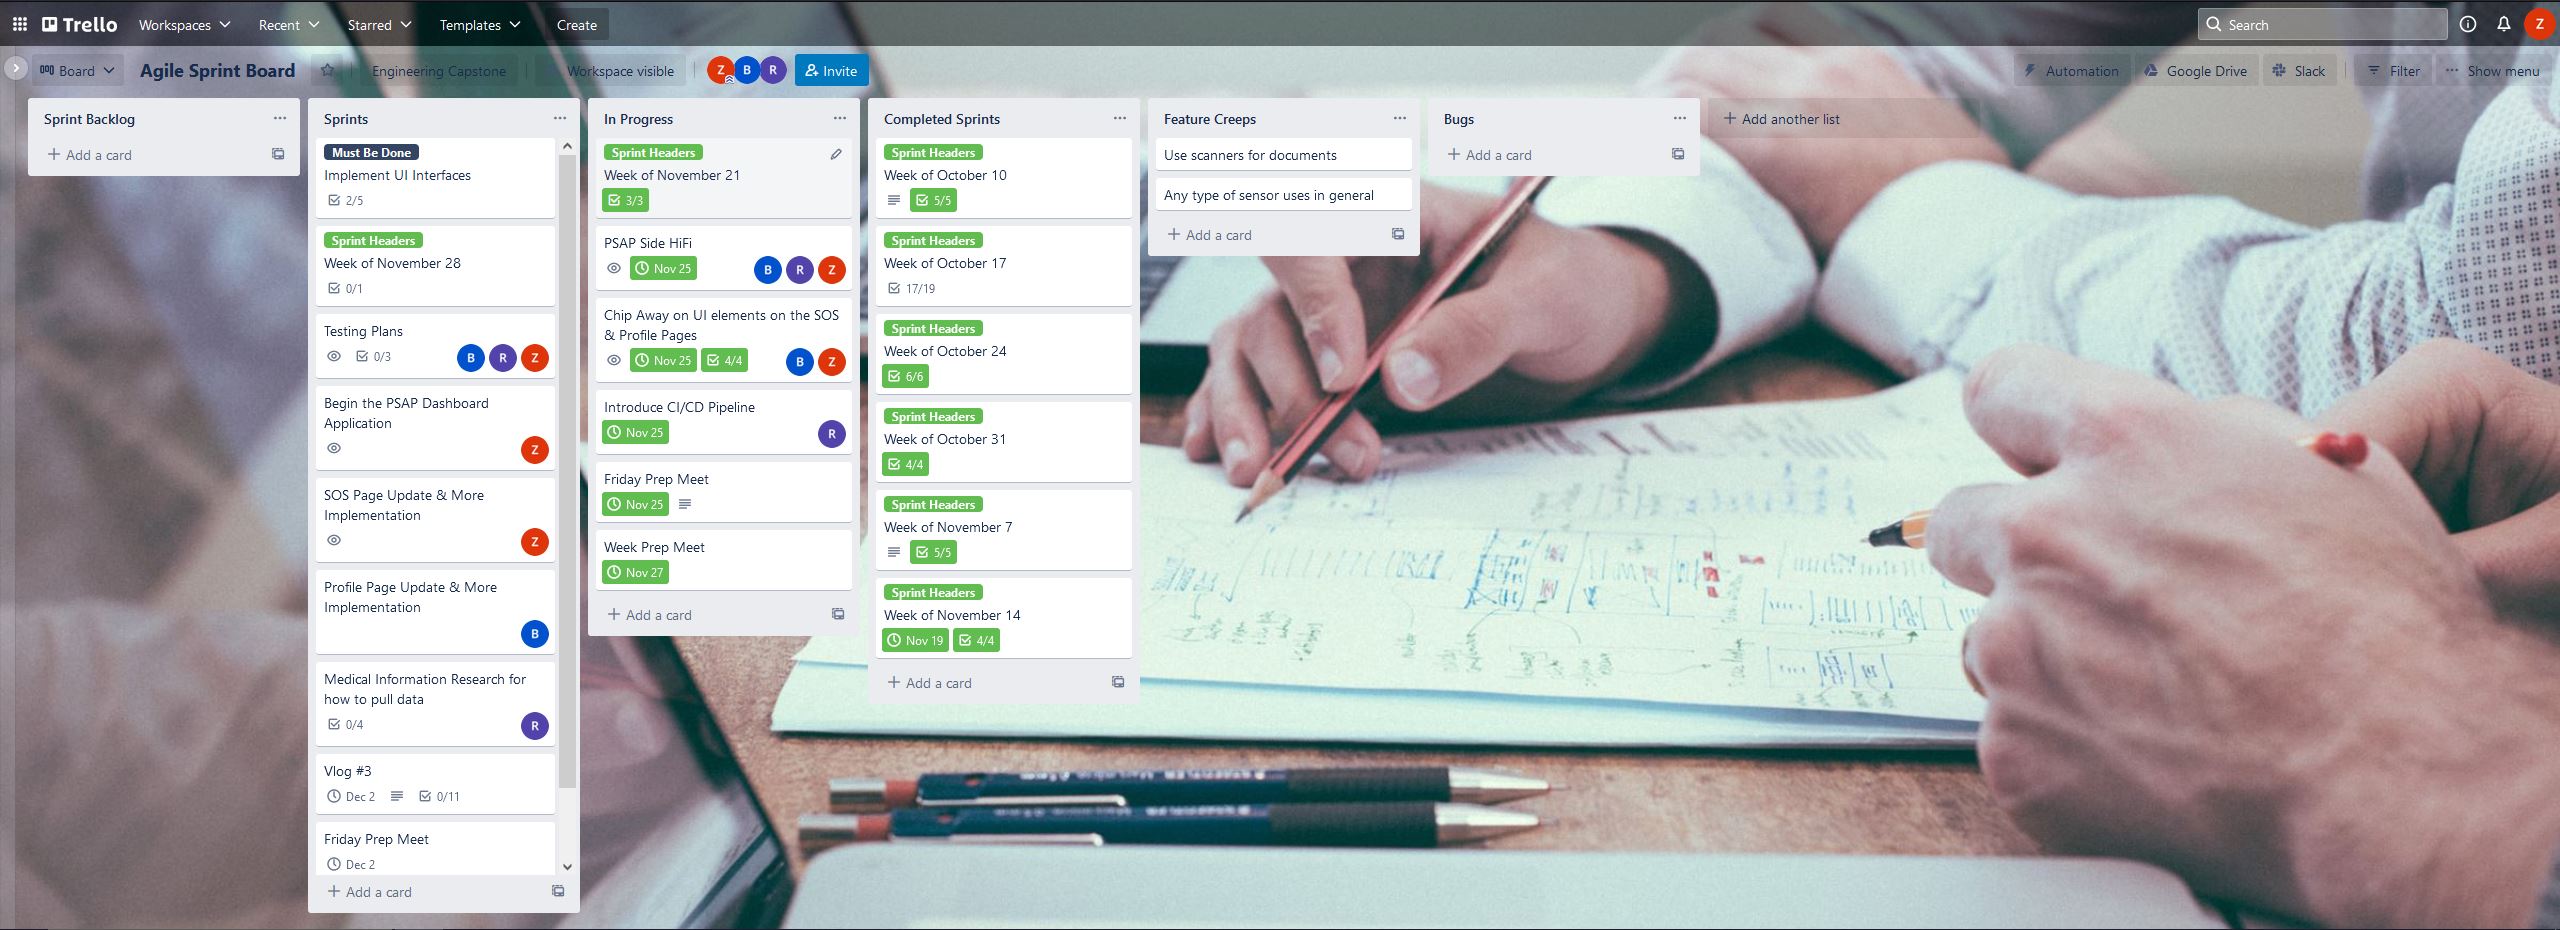 Trello Workspaces Recent Starred Templates Create Search Z
Board Agile Sprint Board Engineering Capstone Workspace visible Z B R Invite Automation Google Drive Slack Filter Show menu
Sprint Backlog
Add a card
Sprints
Must Be Done
Implement UI Interfaces
2/5
Sprint Headers
Week of November 28
0/1
Testing Plans
0/3 B R Z
Begin the PSAP Dashboard
Application
Z
SOS Page Update & More
Implementation
Z
Profile Page Update & More
Implementation
B
Medical Information Research for
how to pull data
0/4 R
Vlog #3
Dec 2 0/11
Friday Prep Meet
Dec 2
Add a card
In Progress
Sprint Headers
Week of November 21
3/3
PSAP Side HiFi
Nov 25 B R Z
Chip Away on UI elements on the SOS
& Profile Pages
Nov 25 4/4 B Z
Introduce CI/CD Pipeline
Nov 25 R
Friday Prep Meet
Nov 25
Week Prep Meet
Nov 27
Add a card
Completed Sprints
Sprint Headers
Week of October 10
5/5
Sprint Headers
Week of October 17
17/19
Sprint Headers
Week of October 24
6/6
Sprint Headers
Week of October 31
4/4
Sprint Headers
Week of November 7
5/5
Sprint Headers
Week of November 14
Nov 19 4/4
Add a card
Feature Creeps
Use scanners for documents
Any type of sensor uses in general
Add a card
Bugs
Add a card
Add another list